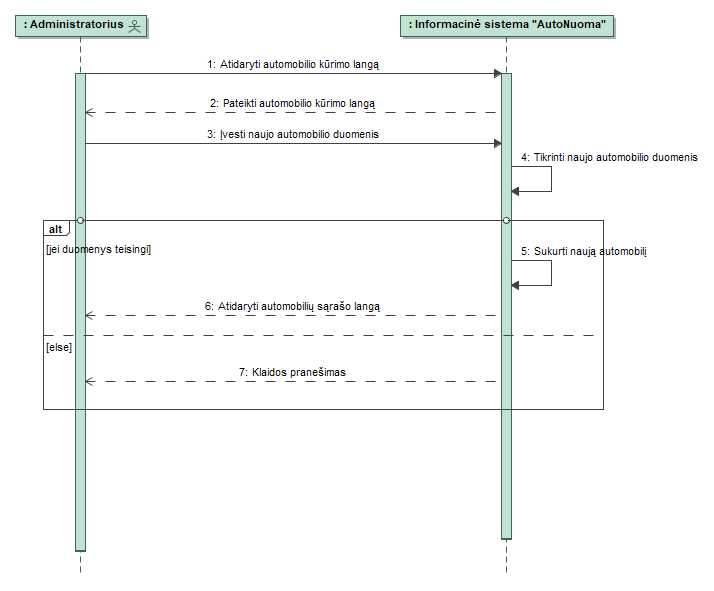 : Administratorius
: Informacinė sistema "AutoNuoma"
1: Atidaryti automobilio kūrimo langą
2: Pateikti automobilio kūrimo langą
3: Įvesti naujo automobilio duomenis
4: Tikrinti naujo automobilio duomenis
alt
[jei duomenys teisingi]
5: Sukurti naują automobilį
6: Atidaryti automobilių sąrašo langą
[else]
7: Klaidos pranešimas